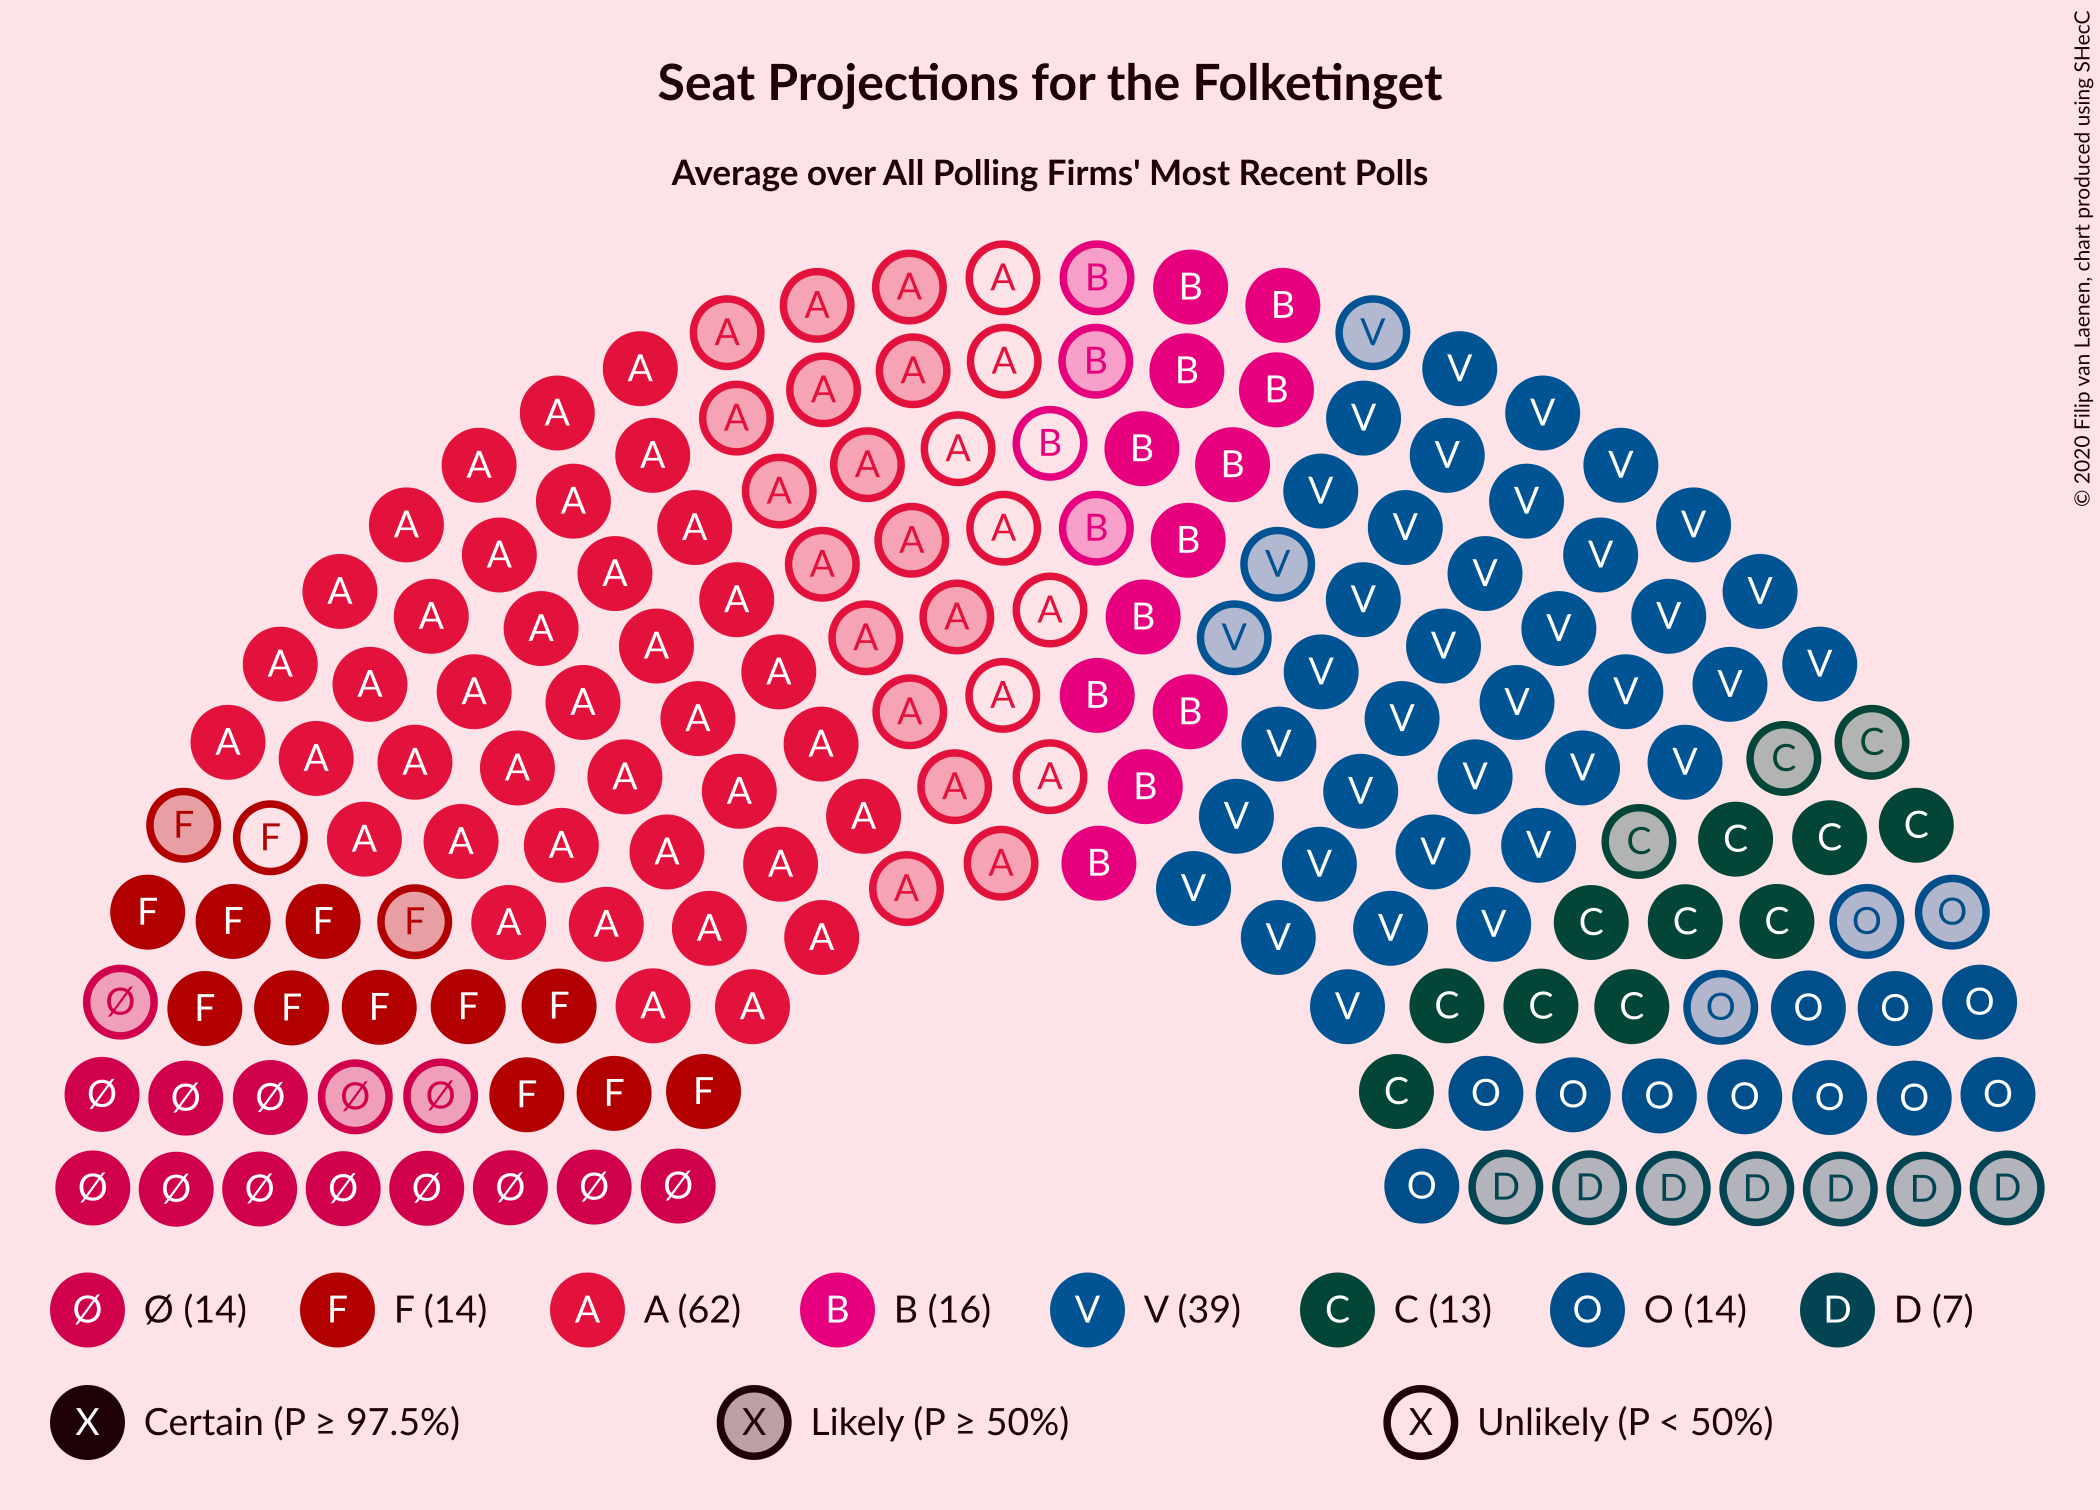 © 2020 Filip van Laenen, chart produced using SHecC
Seat Projections for the Folketinget
Average over All Polling Firms' Most Recent Polls
A A A A B B B V
A A A A A A B B B V V V
A A A A A A B B B V V V V
A A A A A A A B B V V V V V
A A A A A A A A B V V V V V V
A A A A A A A A B B V V V V V V
A A A A A A A A A B V V V V V C C
F F A A A A A A A A B V V V V V C C C C
F F F F A A A A V V V C C C O O
Ø F F F F F A A V C C C O O O O
Ø Ø Ø Ø Ø F F F C O O O O O O O
Ø Ø Ø Ø Ø Ø Ø Ø O D D D D D D D
Ø Ø (14) F F (14) A A (62) B B (16) V V (39) C C (13) O O (14) D D (7)
X Certain (P ≥ 97.5%) X Likely (P ≥ 50%) X Unlikely (P < 50%)